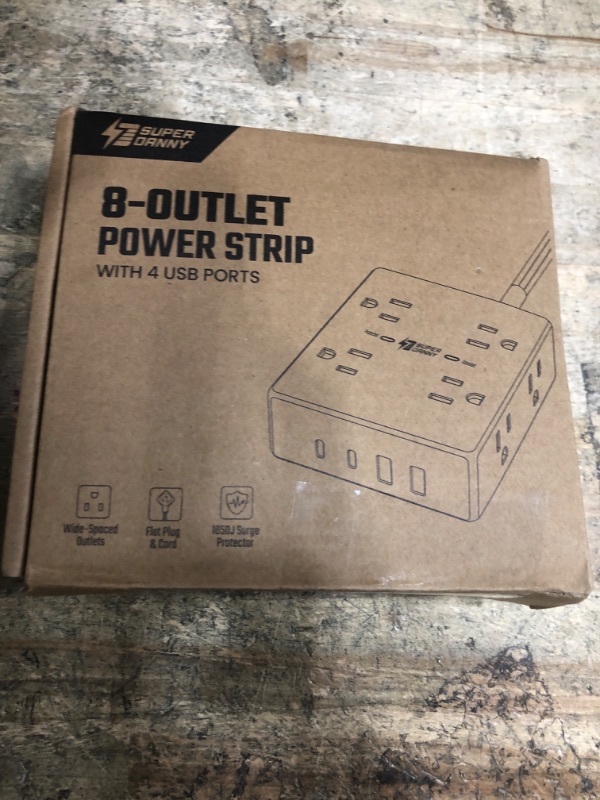 SUPER
DANNY
8-OUTLET
POWER STRIP
WITH 4 USB PORTS
SUPER
DANNY
Wide-Spaced
Outlets
Flat Plug
& Cord
1050J Surge
Protector